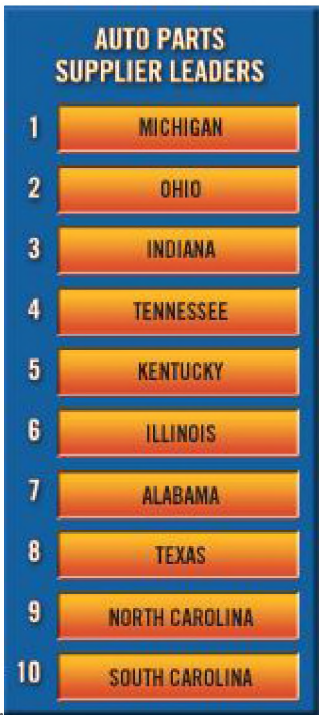 AUTO PARTS
SUPPLIER LEADERS
1 MICHIGAN
2 OHIO
3 INDIANA
4 TENNESSEE
5 KENTUCKY
6 ILLINOIS
7 ALABAMA
8 TEXAS
9 NORTH CAROLINA
10 SOUTH CAROLINA